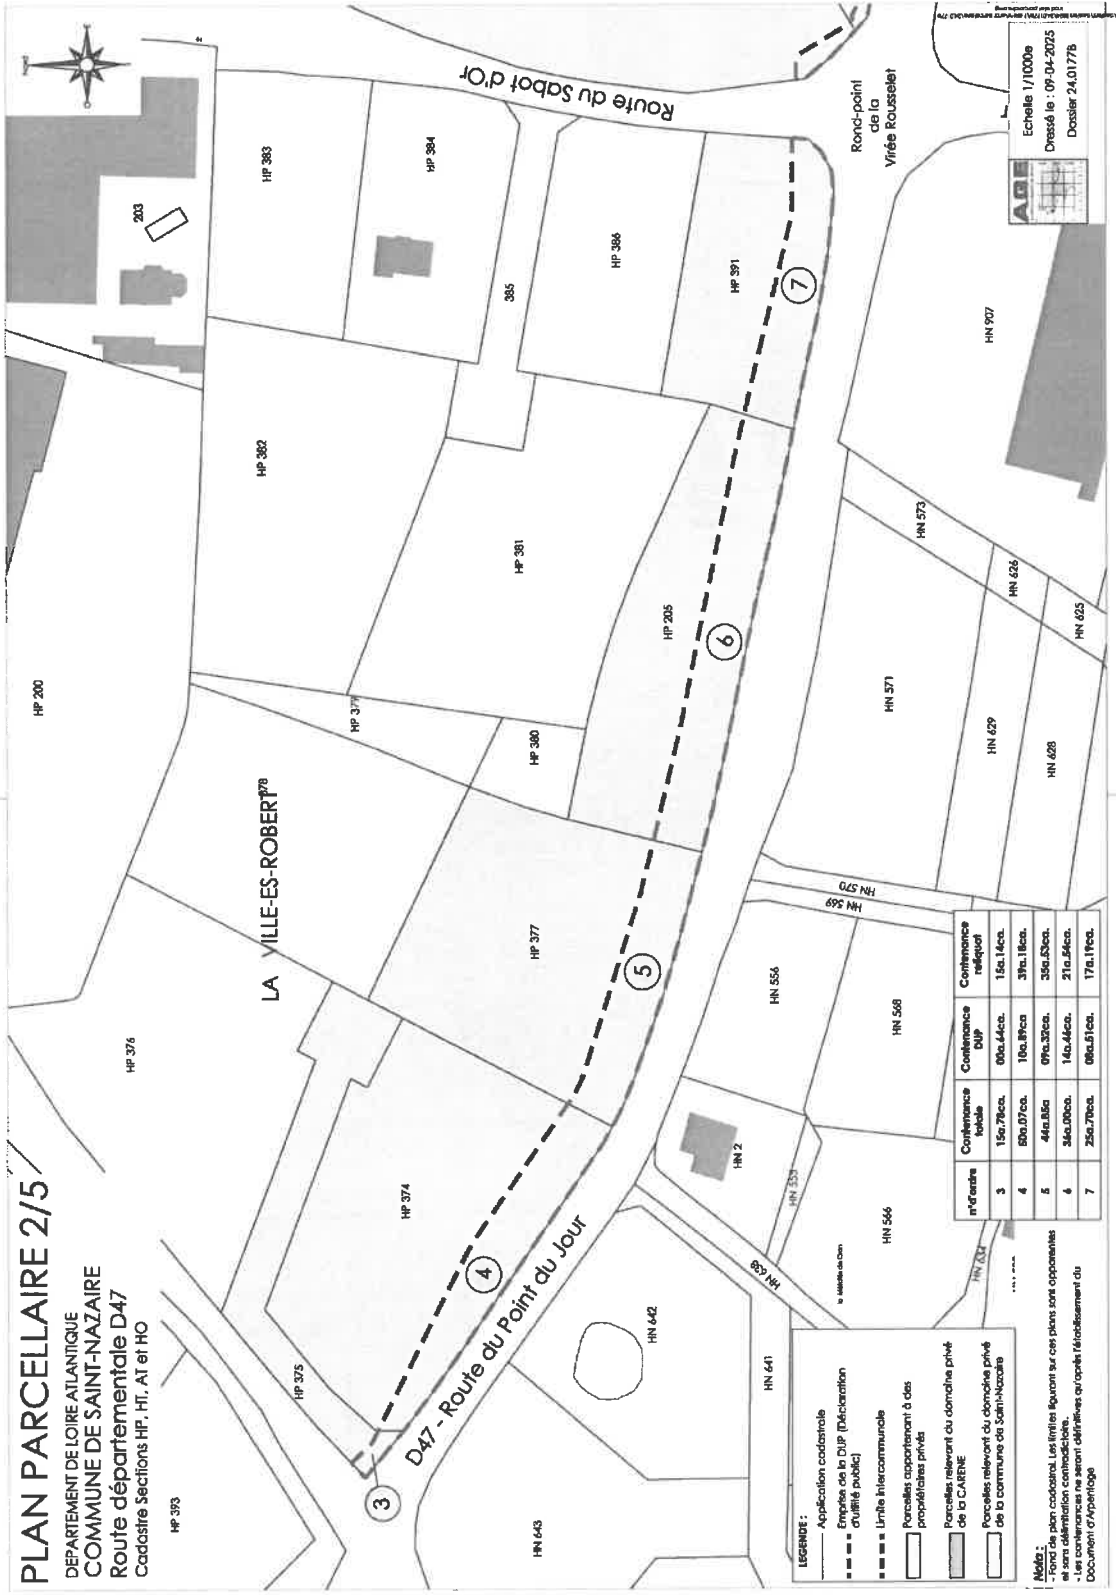 PLAN PARCELLAIRE 2/5
DEPARTEMENT DE LOIRE ATLANTIQUE
COMMUNE DE SAINT-NAZAIRE
Route départementale D47
Cadastre Sections HP, HT, AT et HO
Nord
203
HP 383
HP 384
Route du Sabot d'Or
385
HP 386
HP 391
7
Rond-point
de la
Virée Rousselet
Echelle 1/1000e
Dressé le : 09-04-2025
Dossier 24.0177B
AGE
HN 907
HP 382
HP 381
HP 205
6
HN 573
HN 626
HN 625
HP 200
HP 379
HP 380
HN 571
HN 629
HN 628
LA VILLE-ES-ROBERT
378
HP 377
5
HN 570
HN 569
HN 556
HN 568
HP 376
HP 374
4
HN 2
HN 553
HN 566
HN 638
HN 634
HP 375
D47 - Route du Point du Jour
HN 642
HN 641
HP 393
3
HN 643
n°d'ordre Contenance totale Contenance DUP Contenance reliquat
3 15a.78ca. 00a.64ca. 15a.14ca.
4 50a.07ca. 10a.89ca 39a.18ca.
5 44a.85a 09a.32ca. 35a.53ca.
6 36a.00ca. 14a.46ca. 21a.54ca.
7 25a.70ca. 08a.51ca. 17a.19ca.
LEGENDE :
Application cadastrale
Emprise de la DUP (Déclaration
d'utilité public)
Limite intercommunale
Parcelles appartenant à des
propriétaires privés
Parcelles relevant du domaine privé
de la CARENE
Parcelles relevant du domaine privé
de la commune de Saint-Nazaire
Nota :
- Fond de plan cadastral. Les limites figurant sur ces plans sont apparentes
et sans délimitation contradictoire.
- Les contenances ne seront définitives qu'après l'établissement du
Document d'Arpentage